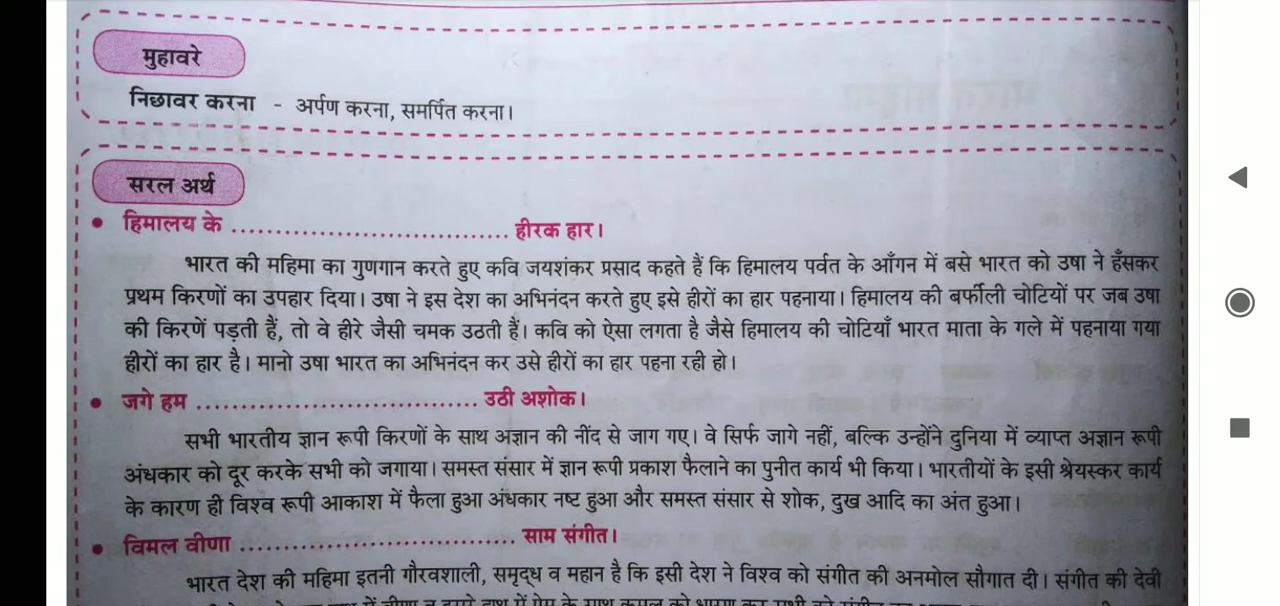 मुहावरे
निछावर करना - अर्पण करना, समर्पित करना।
सरल अर्थ
• हिमालय के ................................ हीरक हार।
भारत की महिमा का गुणगान करते हुए कवि जयशंकर प्रसाद कहते हैं कि हिमालय पर्वत के आँगन में बसे भारत को उषा ने हँसकर
प्रथम किरणों का उपहार दिया। उषा ने इस देश का अभिनंदन करते हुए इसे हीरों का हार पहनाया। हिमालय की बर्फीली चोटियों पर जब उषा
की किरणें पड़ती हैं, तो वे हीरे जैसी चमक उठती हैं। कवि को ऐसा लगता है जैसे हिमालय की चोटियाँ भारत माता के गले में पहनाया गया
हीरों का हार है। मानो उषा भारत का अभिनंदन कर उसे हीरों का हार पहना रही हो।
• जगे हम ................................ उठी अशोक।
सभी भारतीय ज्ञान रूपी किरणों के साथ अज्ञान की नींद से जाग गए। वे सिर्फ जागे नहीं, बल्कि उन्होंने दुनिया में व्याप्त अज्ञान रूपी
अंधकार को दूर करके सभी को जगाया। समस्त संसार में ज्ञान रूपी प्रकाश फैलाने का पुनीत कार्य भी किया। भारतीयों के इसी श्रेयस्कर कार्य
के कारण ही विश्व रूपी आकाश में फैला हुआ अंधकार नष्ट हुआ और समस्त संसार से शोक, दुख आदि का अंत हुआ।
• विमल वीणा ................................ साम संगीत।
भारत देश की महिमा इतनी गौरवशाली, समृद्ध व महान है कि इसी देश ने विश्व को संगीत की अनमोल सौगात दी। संगीत की देवी